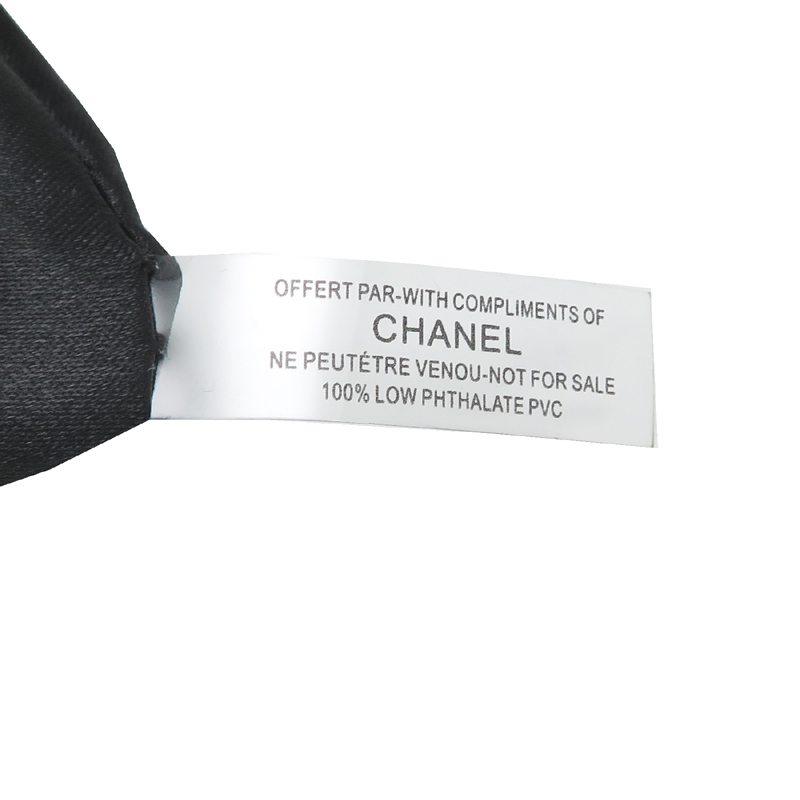 OFFERT PAR-WITH COMPLIMENTS OF
CHANEL
NE PEUTÉTRE VENOU-NOT FOR SALE
100% LOW PHTHALATE PVC